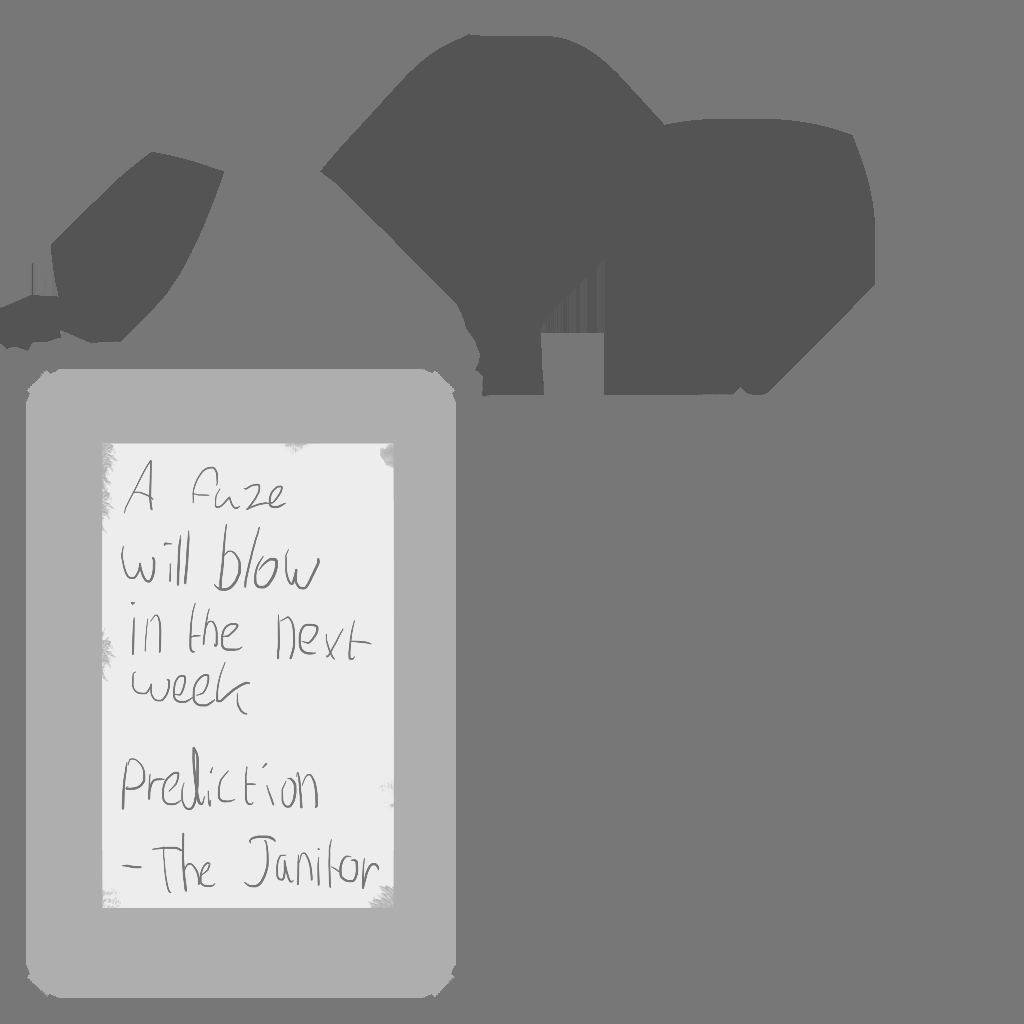 A fuze
will blow
in the next
week
Prediction
- The Janitor